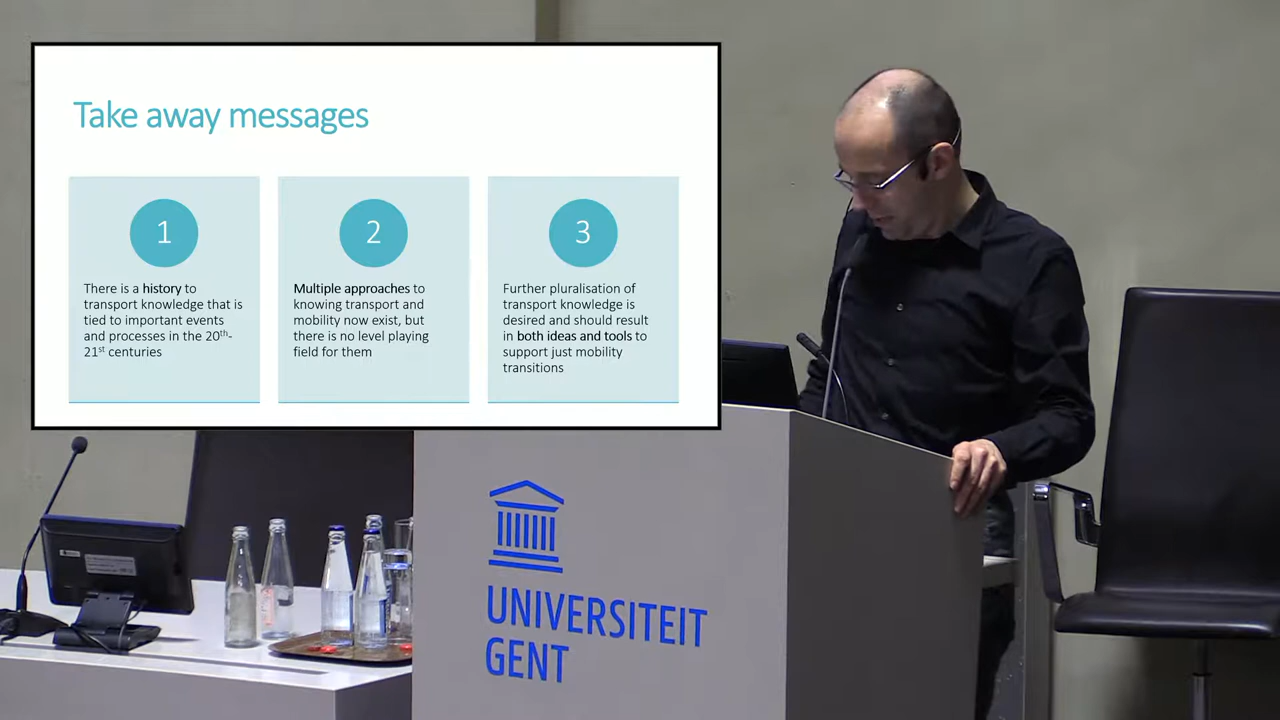 Take away messages
1
There is a history to
transport knowledge that is
tied to important events
and processes in the 20th-
21st centuries
2
Multiple approaches to
knowing transport and
mobility now exist, but
there is no level playing
field for them
3
Further pluralisation of
transport knowledge is
desired and should result
in both ideas and tools to
support just mobility
transitions
UNIVERSITEIT
GENT